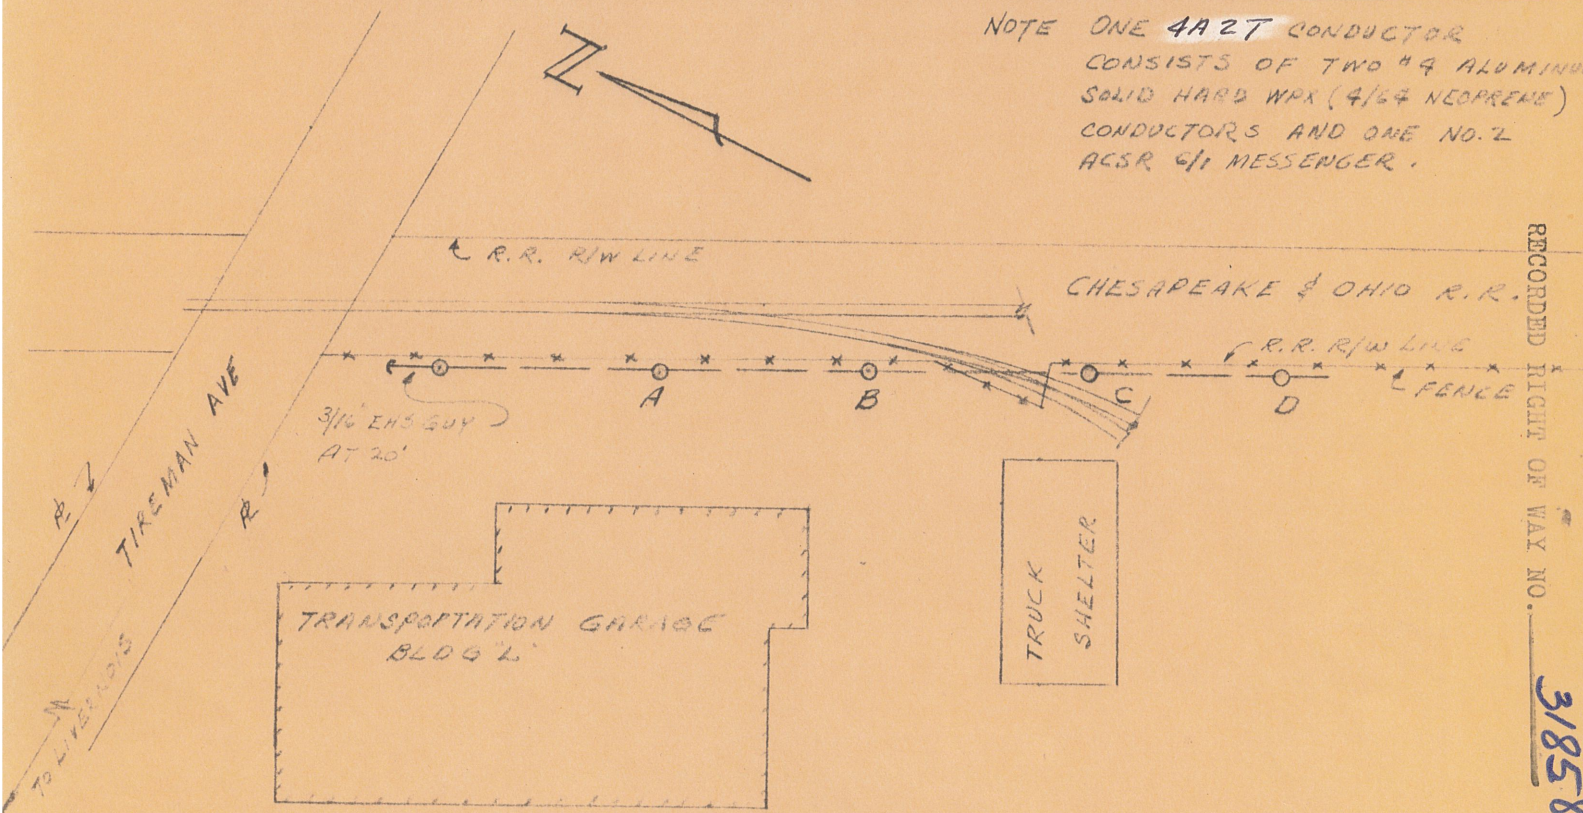 NOTE ONE 4A2T CONDUCTOR
CONSISTS OF TWO #4 ALUMINU
SOLID HARD WPX (4/64 NEOPRENE)
CONDUCTORS AND ONE NO. 2
ACSR 6/1 MESSENGER.
N
R.R. R/W LINE
CHESAPEAKE & OHIO R.R.
R.R. R/W LINE
FENCE
A
B
C
D
3/16" EHS GUY
AT 20'
TIREMAN AVE
TO LIVERNOIS
TRANSPORTATION GARAGE
BLDG "L"
TRUCK
SHELTER
RECORDED RIGHT OF WAY NO.
31858